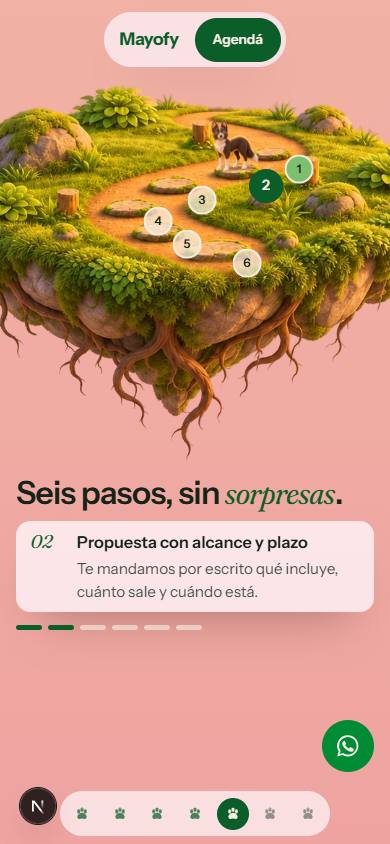 Mayofy
Agendá
1
2
3
4
5
6
Seis pasos, sin sorpresas.
02
Propuesta con alcance y plazo
Te mandamos por escrito qué incluye,
cuánto sale y cuándo está.
N